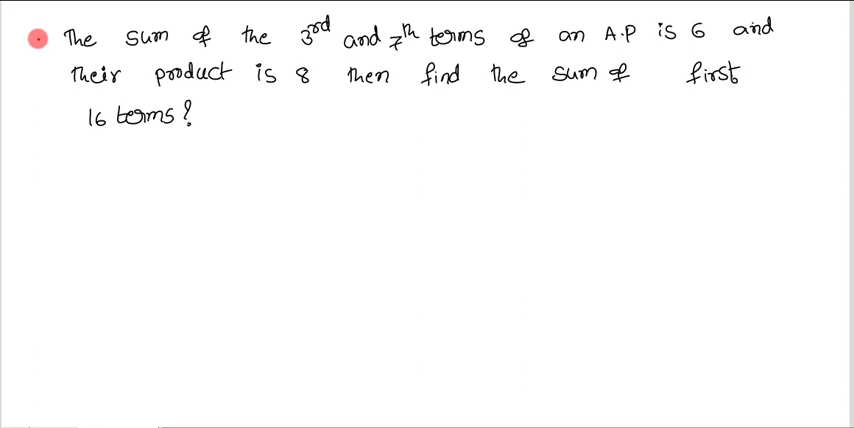 The sum of the 3rd and 7th terms of an A.P is 6 and
their product is 8 then find the sum of first
16 terms?